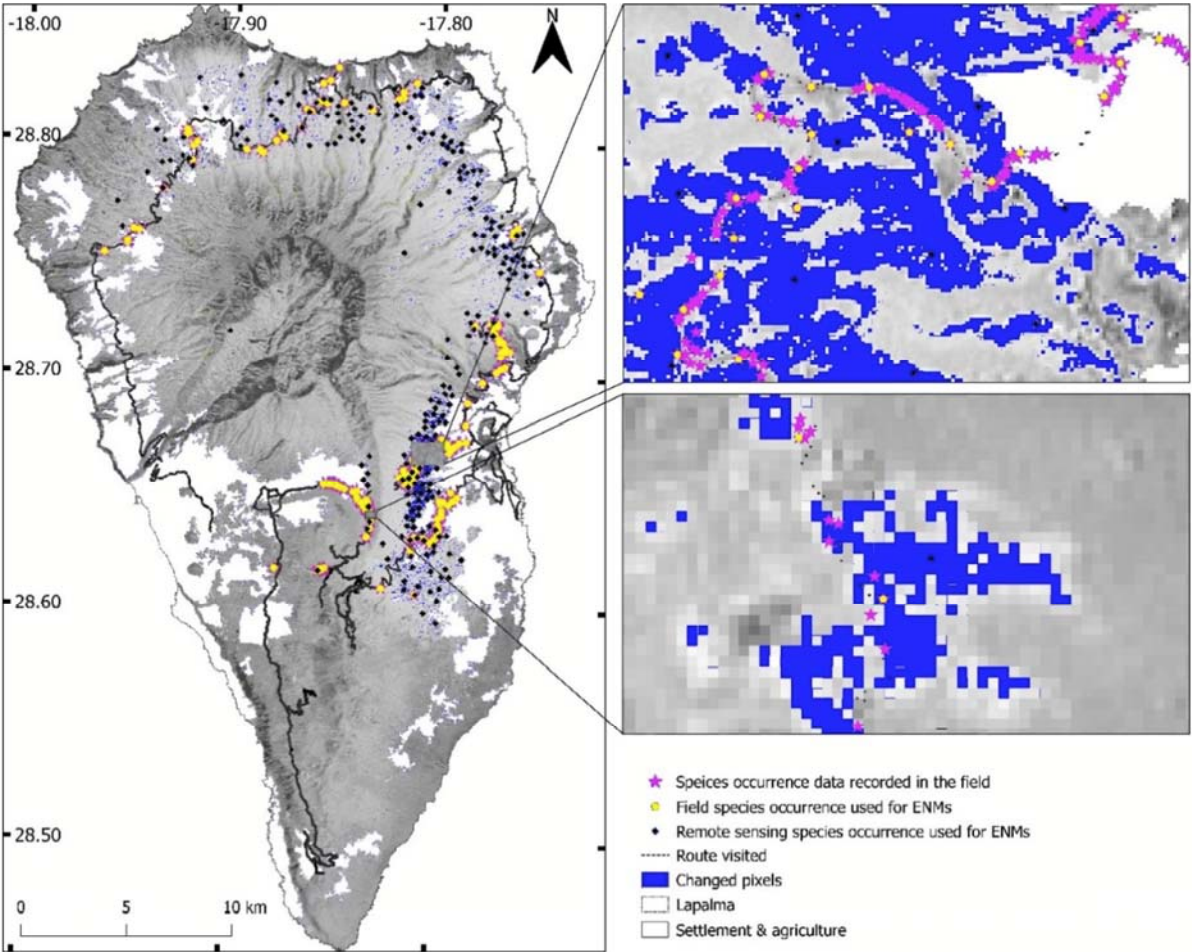 -18.00
-17.90
-17.80
N
28.80
28.70
28.60
28.50
0
5
10 km
Speices occurrence data recorded in the field
Field species occurrence used for ENMs
Remote sensing species occurrence used for ENMs
Route visited
Changed pixels
Lapalma
Settlement & agriculture